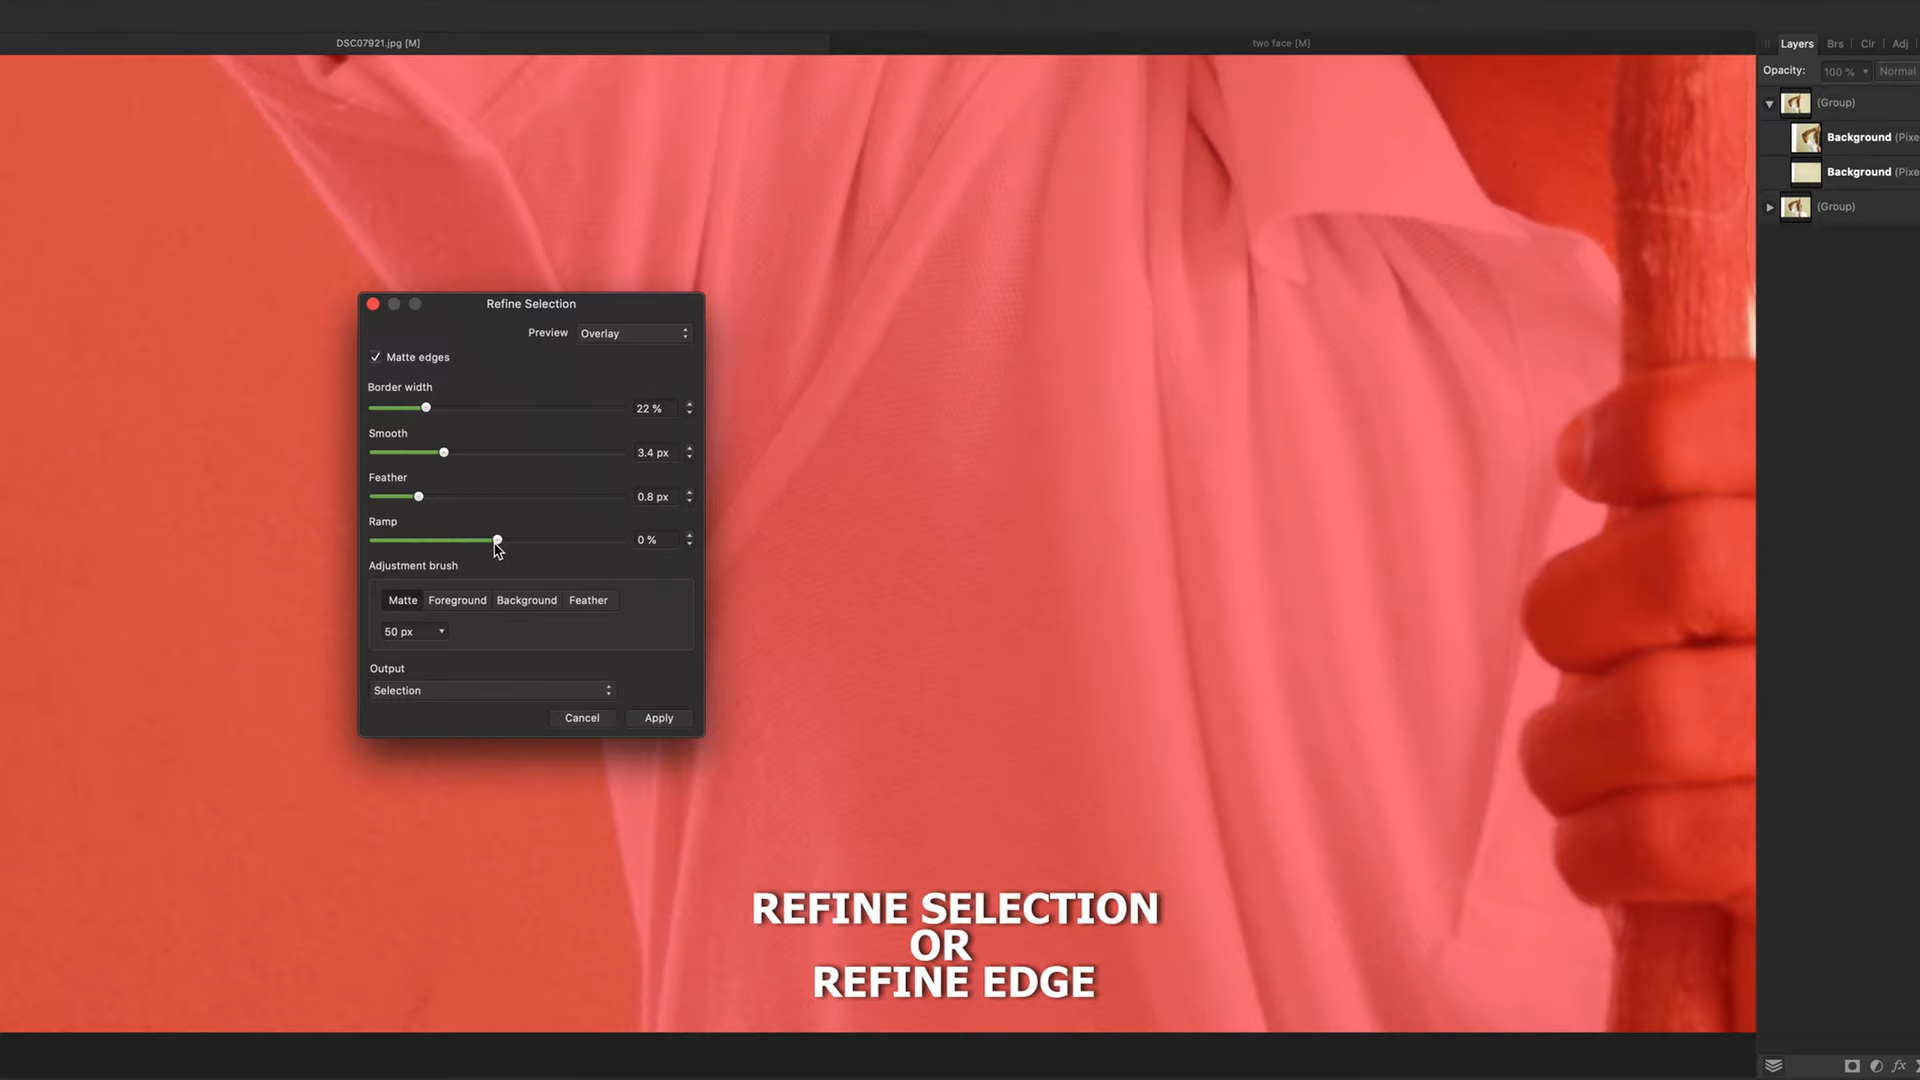 DSC07921.jpg [M]
two face [M]
Layers
Brs
Clr
Adj
Opacity:
100 %
Normal
(Group)
Background (Pixe
Background (Pixe
(Group)
Refine Selection
Preview
Overlay
Matte edges
Border width
22 %
Smooth
3.4 px
Feather
0.8 px
Ramp
0 %
Adjustment brush
Matte
Foreground
Background
Feather
50 px
Output
Selection
Cancel
Apply
REFINE SELECTION
OR
REFINE EDGE
fx